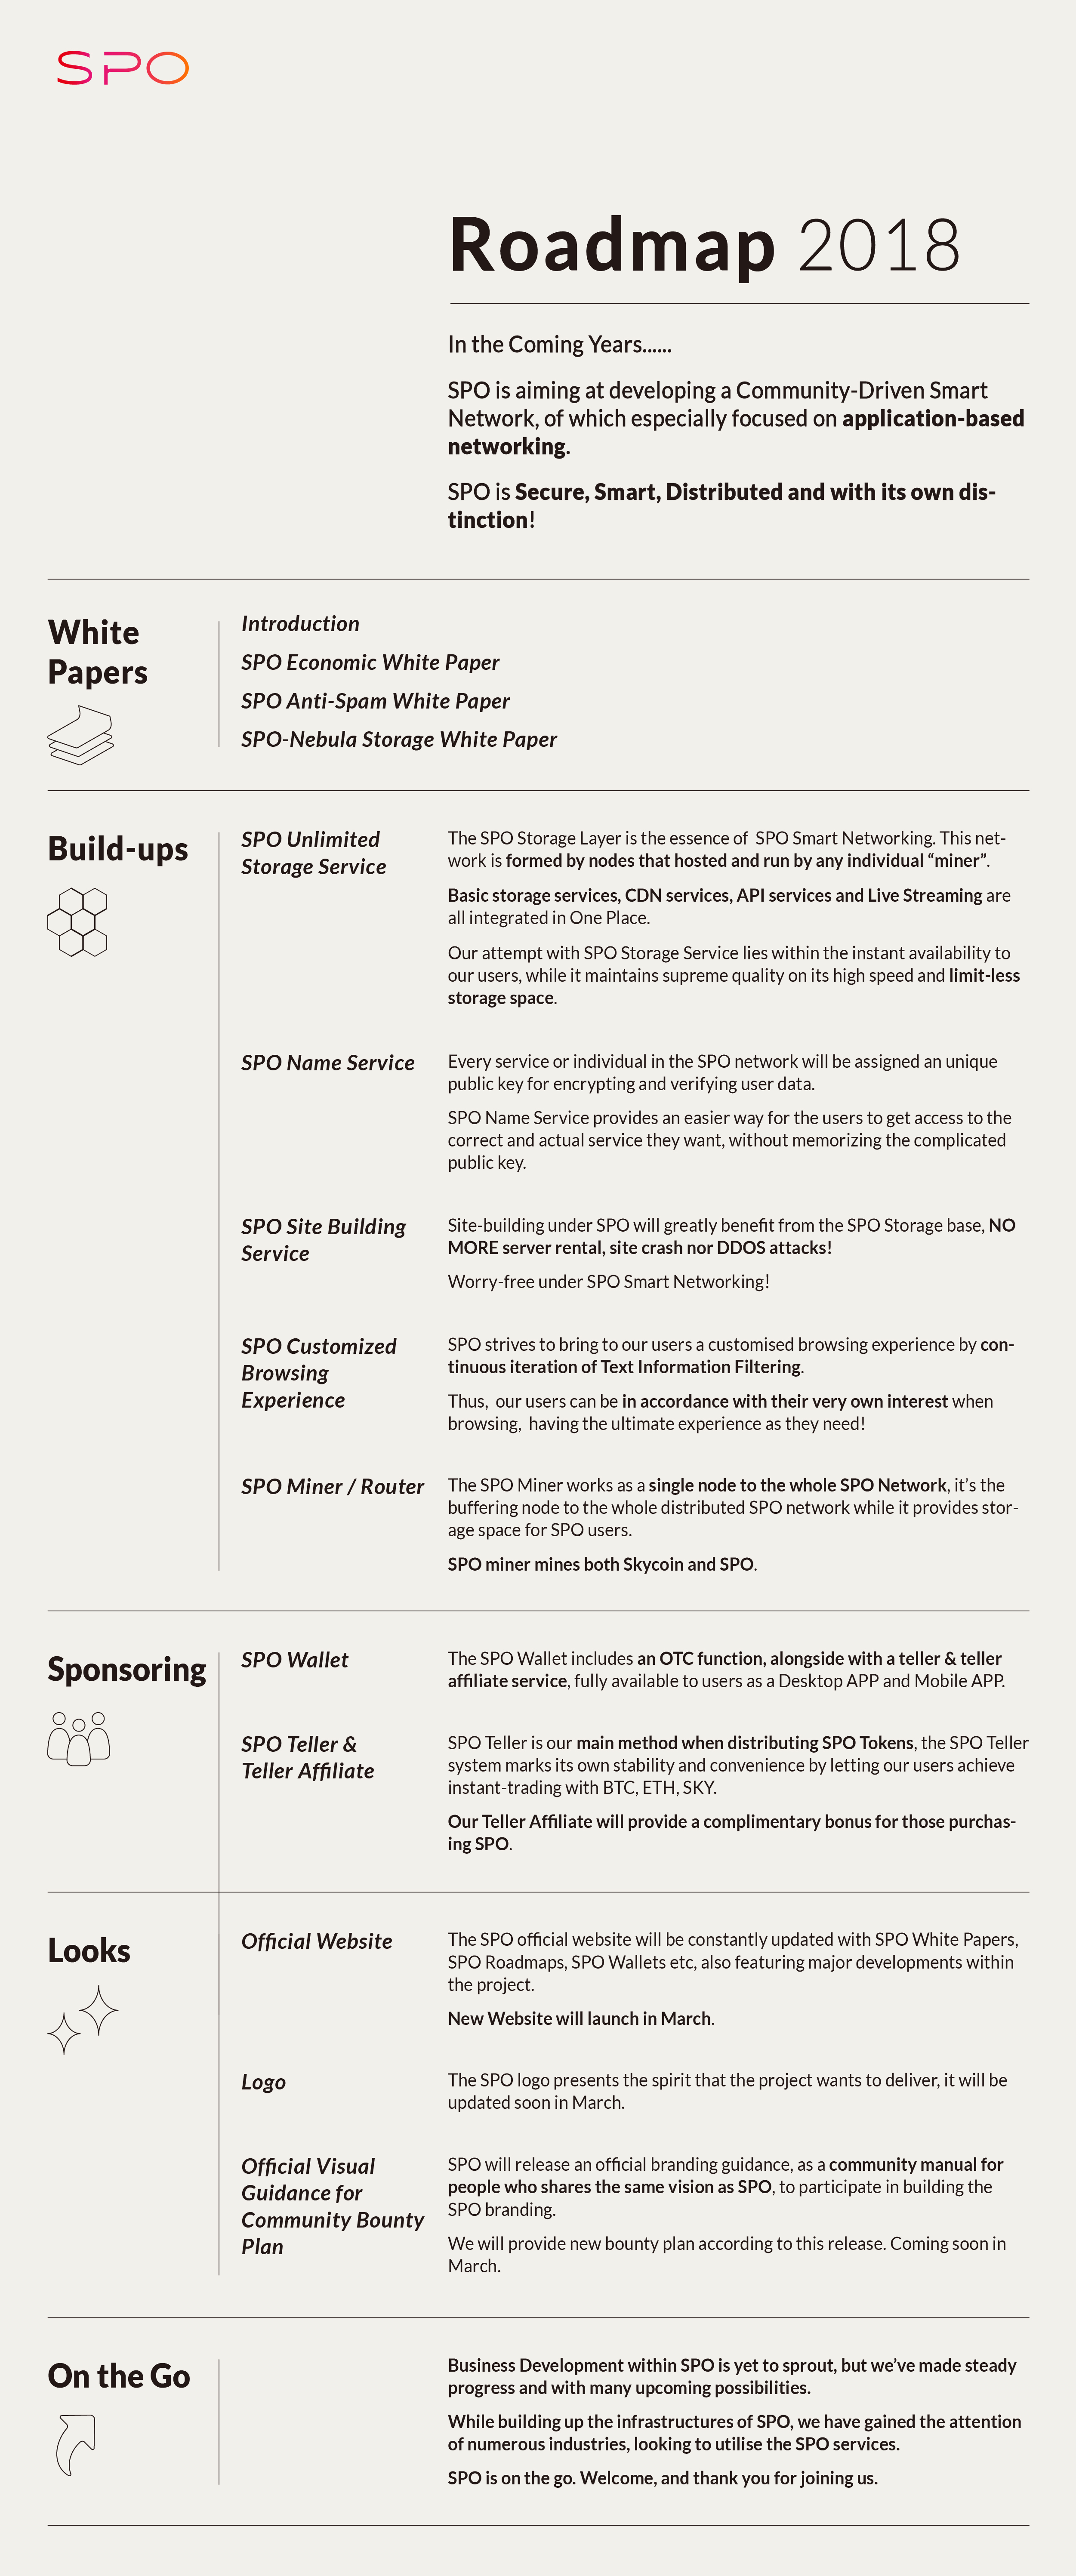 SPO
Roadmap 2018
In the Coming Years......
SPO is aiming at developing a Community-Driven Smart
Network, of which especially focused on application-based
networking.
SPO is Secure, Smart, Distributed and with its own dis-
tinction!
White
Papers
Introduction
SPO Economic White Paper
SPO Anti-Spam White Paper
SPO-Nebula Storage White Paper
Build-ups
SPO Unlimited
Storage Service
The SPO Storage Layer is the essence of  SPO Smart Networking. This net-
work is formed by nodes that hosted and run by any individual “miner”.
Basic storage services, CDN services, API services and Live Streaming are
all integrated in One Place.
Our attempt with SPO Storage Service lies within the instant availability to
our users, while it maintains supreme quality on its high speed and limit-less
storage space.
SPO Name Service
Every service or individual in the SPO network will be assigned an unique
public key for encrypting and verifying user data.
SPO Name Service provides an easier way for the users to get access to the
correct and actual service they want, without memorizing the complicated
public key.
SPO Site Building
Service
Site-building under SPO will greatly benefit from the SPO Storage base, NO
MORE server rental, site crash nor DDOS attacks!
Worry-free under SPO Smart Networking!
SPO Customized
Browsing
Experience
SPO strives to bring to our users a customised browsing experience by con-
tinuous iteration of Text Information Filtering.
Thus,  our users can be in accordance with their very own interest when
browsing,  having the ultimate experience as they need!
SPO Miner / Router
The SPO Miner works as a single node to the whole SPO Network, it’s the
buffering node to the whole distributed SPO network while it provides stor-
age space for SPO users.
SPO miner mines both Skycoin and SPO.
Sponsoring
SPO Wallet
The SPO Wallet includes an OTC function, alongside with a teller & teller
affiliate service, fully available to users as a Desktop APP and Mobile APP.
SPO Teller &
Teller Affiliate
SPO Teller is our main method when distributing SPO Tokens, the SPO Teller
system marks its own stability and convenience by letting our users achieve
instant-trading with BTC, ETH, SKY.
Our Teller Affiliate will provide a complimentary bonus for those purchas-
ing SPO.
Looks
Official Website
The SPO official website will be constantly updated with SPO White Papers,
SPO Roadmaps, SPO Wallets etc, also featuring major developments within
the project.
New Website will launch in March.
Logo
The SPO logo presents the spirit that the project wants to deliver, it will be
updated soon in March.
Official Visual
Guidance for
Community Bounty
Plan
SPO will release an official branding guidance, as a community manual for
people who shares the same vision as SPO, to participate in building the
SPO branding.
We will provide new bounty plan according to this release. Coming soon in
March.
On the Go
Business Development within SPO is yet to sprout, but we’ve made steady
progress and with many upcoming possibilities.
While building up the infrastructures of SPO, we have gained the attention
of numerous industries, looking to utilise the SPO services.
SPO is on the go. Welcome, and thank you for joining us.